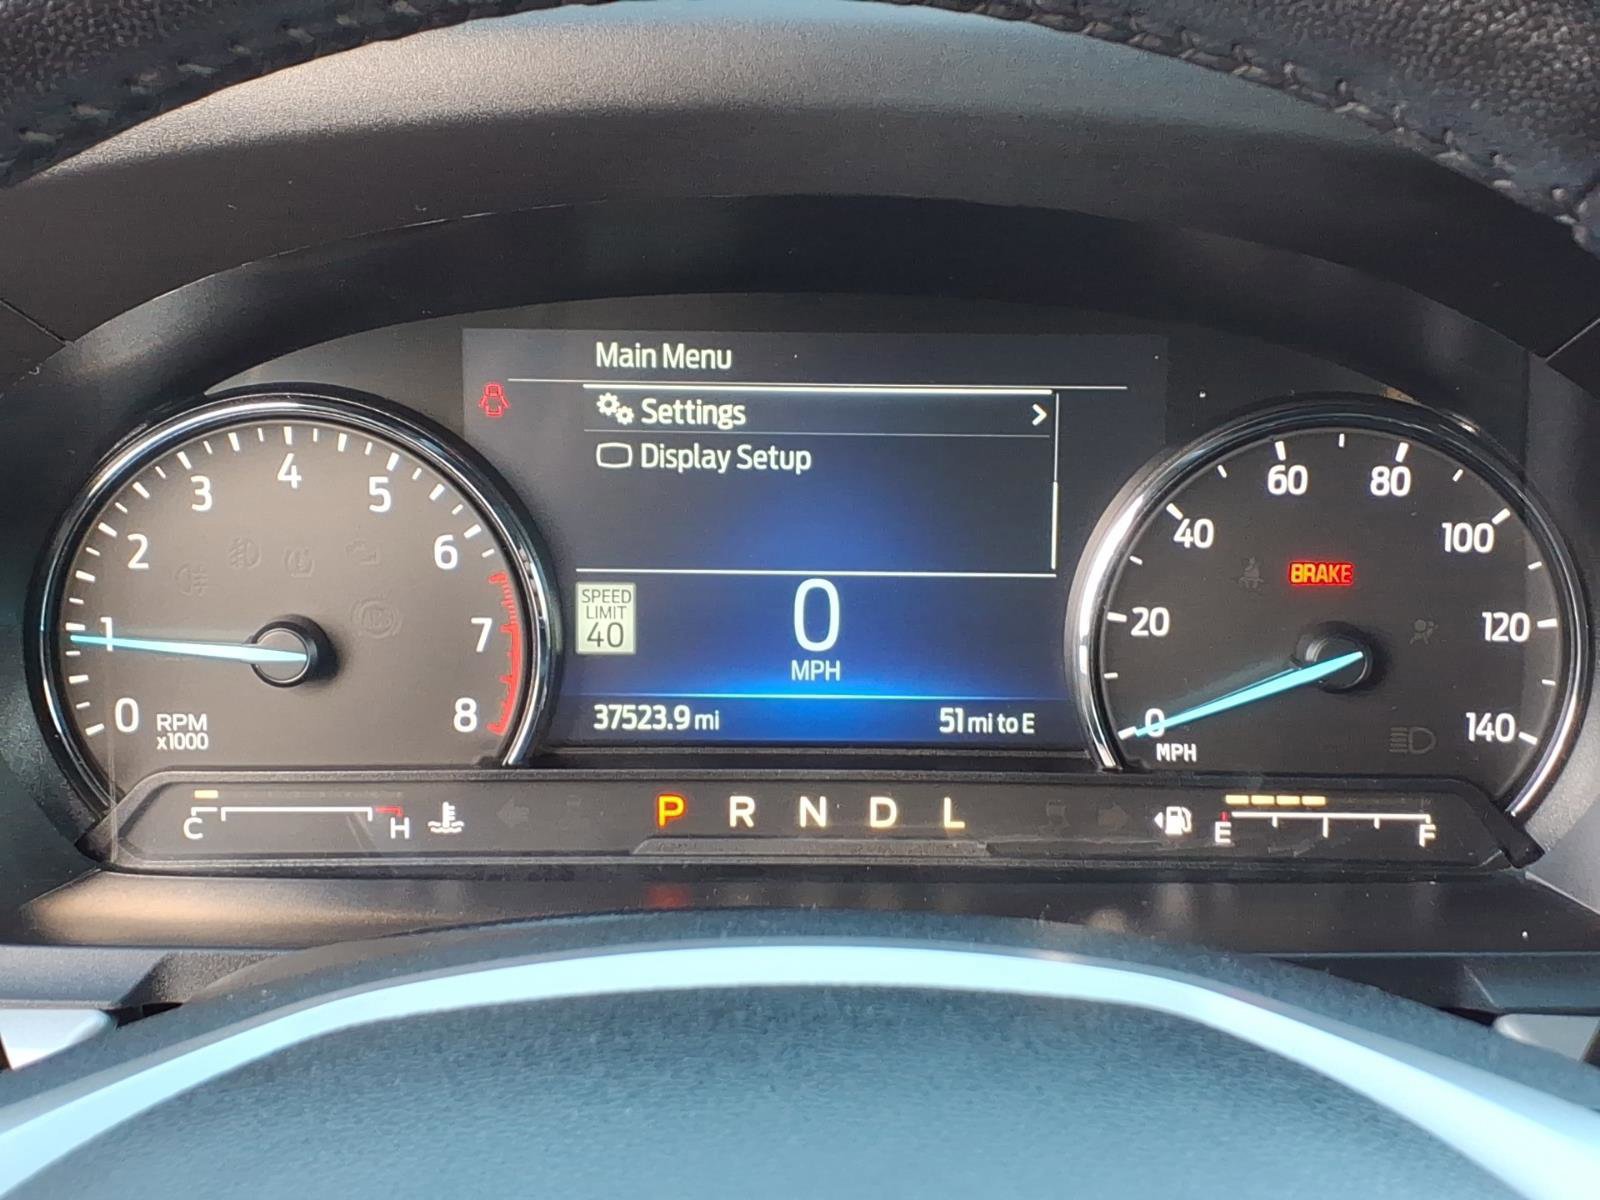 Main Menu
Settings
Display Setup
SPEED
LIMIT
40
0
MPH
37523.9 mi
51 mi to E
0 1 2 3 4 5 6 7 8
RPM
x1000
0 20 40 60 80 100 120 140
BRAKE
MPH
C H
P R N D L
E F